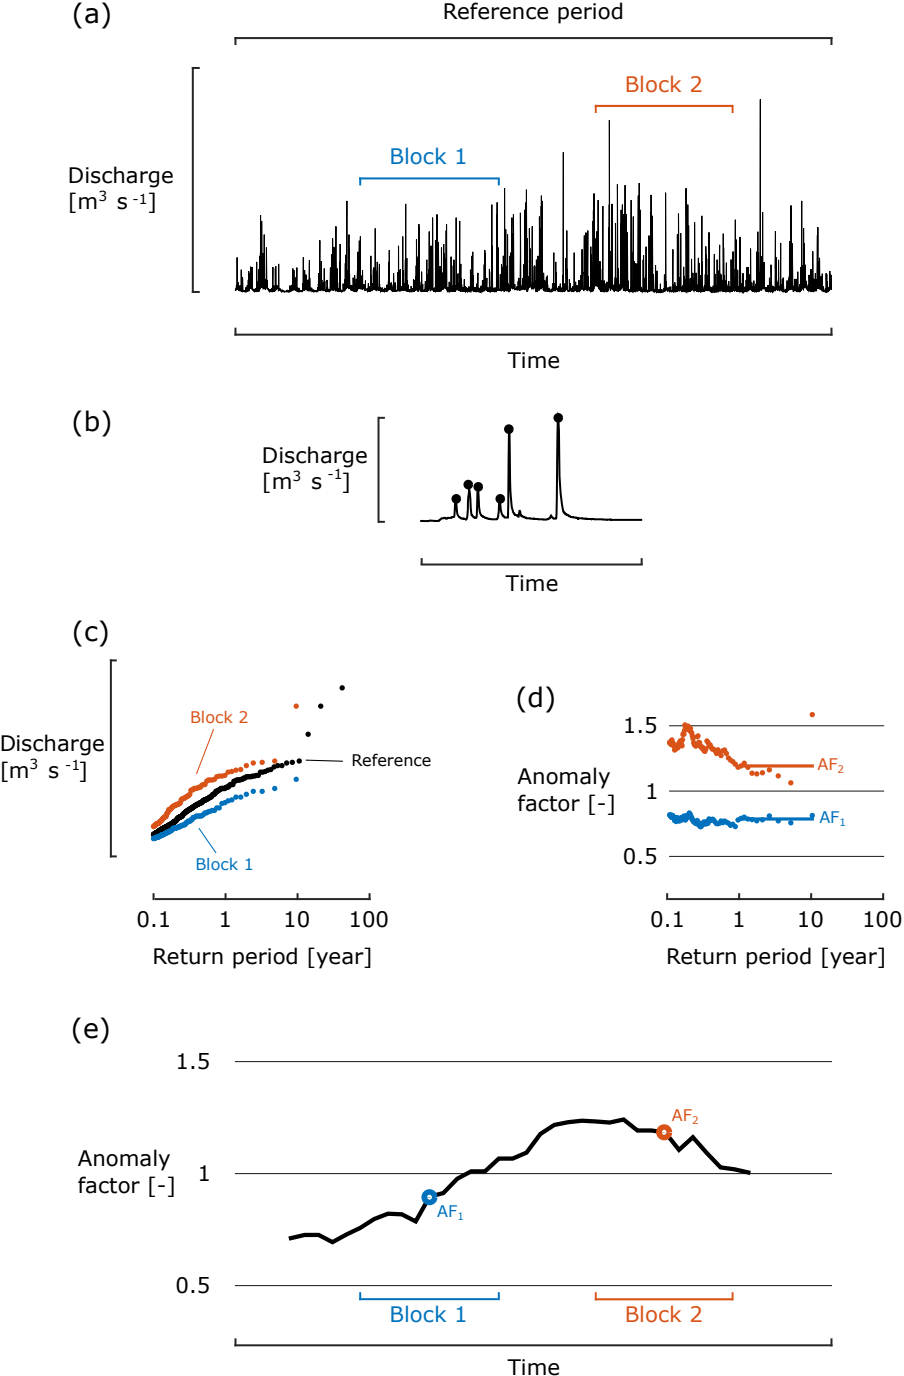 (a)
Reference period
Block 2
Block 1
Discharge
[m³ s⁻¹]
Time
(b)
Discharge
[m³ s⁻¹]
Time
(c)
Block 2
Discharge
[m³ s⁻¹]
Reference
Block 1
0.1 1 10 100
Return period [year]
(d)
1.5
Anomaly
factor [-]
AF₂
1
AF₁
0.5
0.1 1 10 100
Return period [year]
(e)
1.5
AF₂
Anomaly
factor [-]
1
AF₁
0.5
Block 1
Block 2
Time